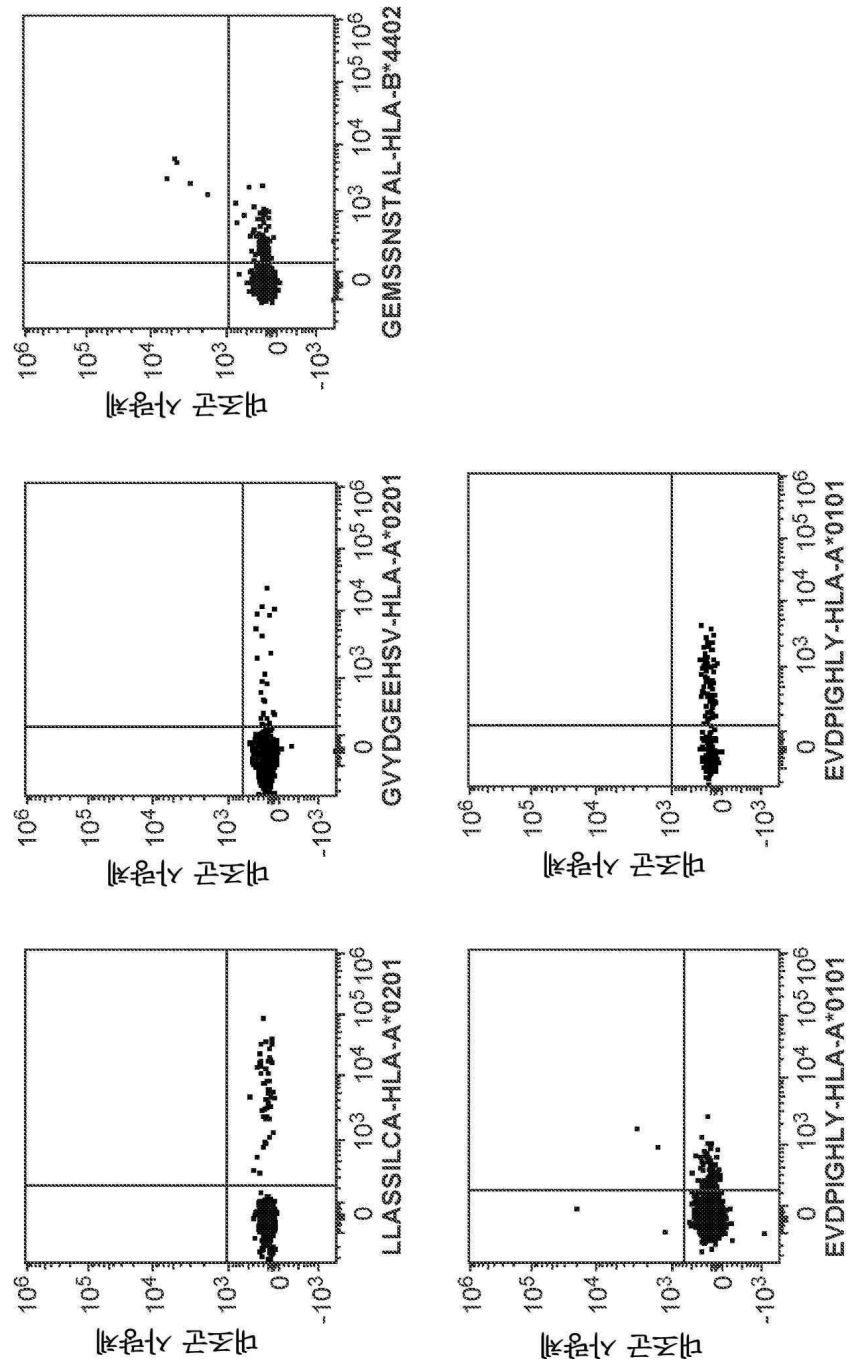 대조군 사량체
10⁶
10⁵
10⁴
10³
0
-10³
0 10³ 10⁴ 10⁵ 10⁶
LLASSILCA-HLA-A*0201
대조군 사량체
10⁶
10⁵
10⁴
10³
0
-10³
0 10³ 10⁴ 10⁵ 10⁶
GVYDGEEHSV-HLA-A*0201
대조군 사량체
10⁶
10⁵
10⁴
10³
0
-10³
0 10³ 10⁴ 10⁵ 10⁶
GEMSSNSTAL-HLA-B*4402
대조군 사량체
10⁶
10⁵
10⁴
10³
0
-10³
0 10³ 10⁴ 10⁵ 10⁶
EVDPIGHLY-HLA-A*0101
대조군 사량체
10⁶
10⁵
10⁴
10³
0
-10³
0 10³ 10⁴ 10⁵ 10⁶
EVDPIGHLY-HLA-A*0101